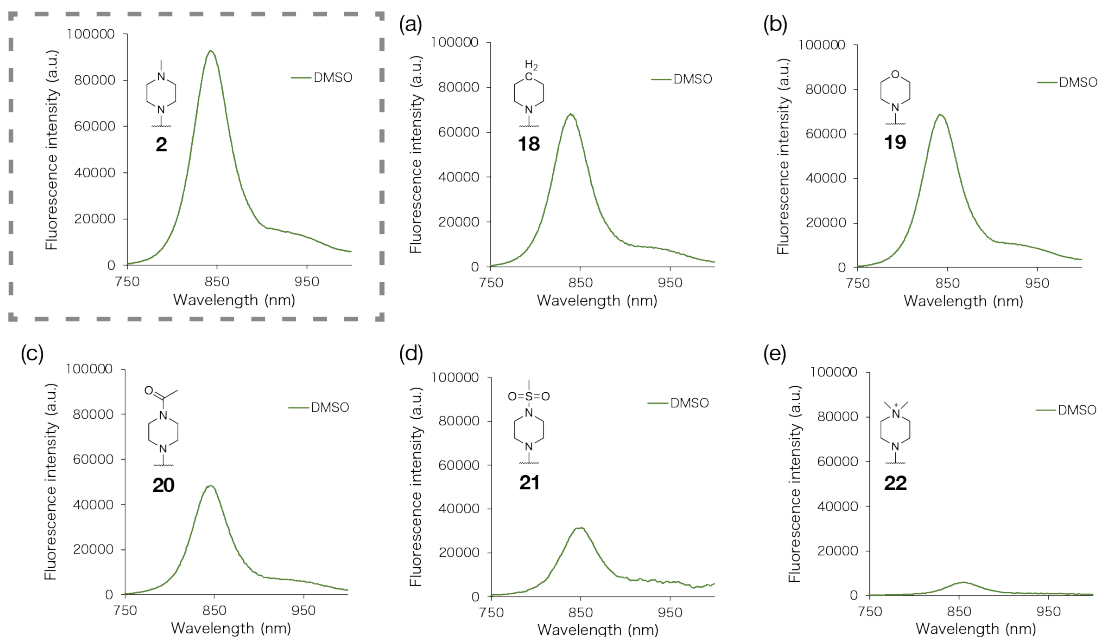 100000
80000
60000
40000
20000
0
750
850
950
Fluorescence intensity (a.u.)
Wavelength (nm)
DMSO
N
N
2
(a)
100000
80000
60000
40000
20000
0
750
850
950
Fluorescence intensity (a.u.)
Wavelength (nm)
DMSO
H2
C
N
18
(b)
100000
80000
60000
40000
20000
0
750
850
950
Fluorescence intensity (a.u.)
Wavelength (nm)
DMSO
O
N
19
(c)
100000
80000
60000
40000
20000
0
750
850
950
Fluorescence intensity (a.u.)
Wavelength (nm)
DMSO
O
N
N
20
(d)
100000
80000
60000
40000
20000
0
750
850
950
Fluorescence intensity (a.u.)
Wavelength (nm)
DMSO
O=S=O
N
N
21
(e)
100000
80000
60000
40000
20000
0
750
850
950
Fluorescence intensity (a.u.)
Wavelength (nm)
DMSO
N+
N
22